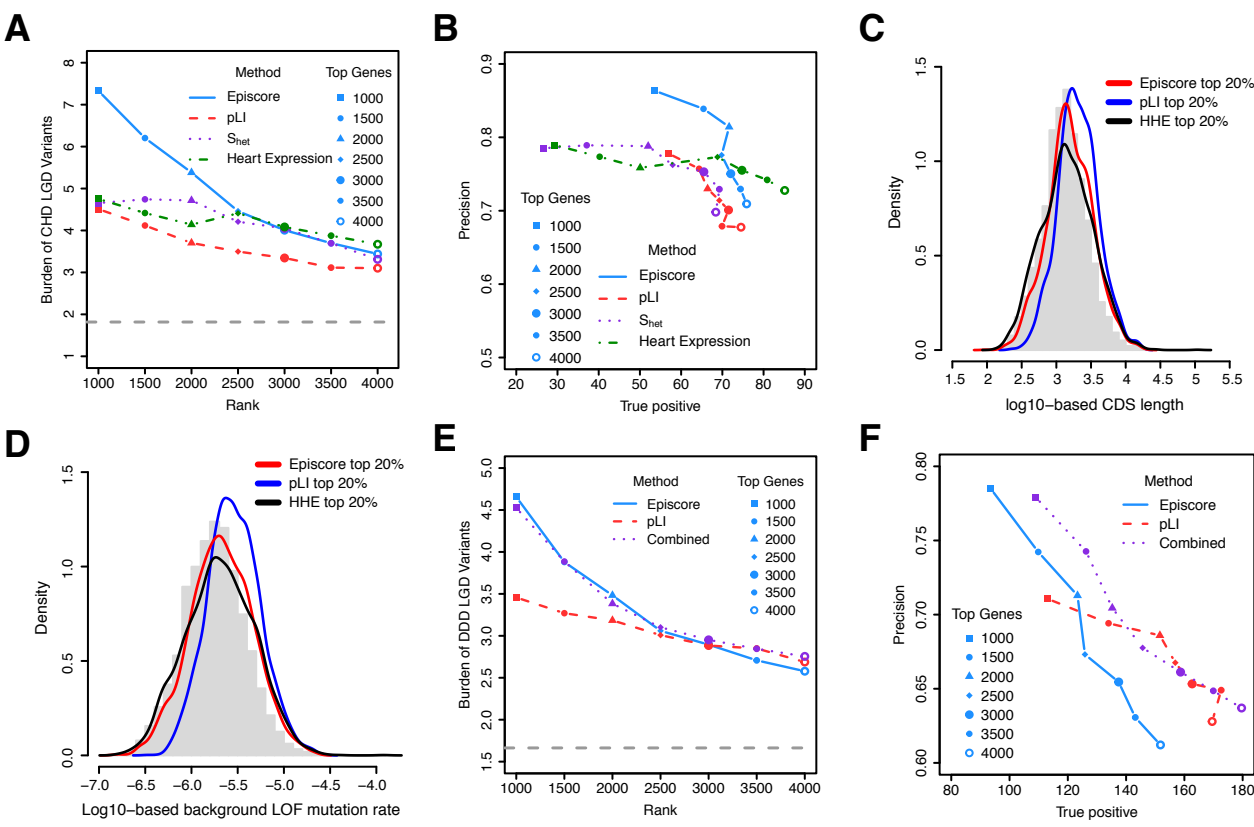 A
Burden of CHD LGD Variants
8
7
6
5
4
3
2
1
Method
Episcore
pLI
Shet
Heart Expression
Top Genes
1000
1500
2000
2500
3000
3500
4000
1000 1500 2000 2500 3000 3500 4000
Rank
B
Precision
0.9
0.8
0.7
0.5
Top Genes
1000
1500
2000
2500
3000
3500
4000
Method
Episcore
pLI
Shet
Heart Expression
20 30 40 50 60 70 80 90
True positive
C
Density
1.5
1.0
0.5
0.0
Episcore top 20%
pLI top 20%
HHE top 20%
1.5 2 2.5 3 3.5 4 4.5 5 5.5
log10−based CDS length
D
Density
1.5
1.0
0.5
0.0
Episcore top 20%
pLI top 20%
HHE top 20%
−7.0 −6.5 −6.0 −5.5 −5.0 −4.5 −4.0
Log10−based background LOF mutation rate
E
Burden of DDD LGD Variants
5.0
4.5
4.0
3.5
3.0
2.5
2.0
1.5
Method
Episcore
pLI
Combined
Top Genes
1000
1500
2000
2500
3000
3500
4000
1000 1500 2000 2500 3000 3500 4000
Rank
F
Precision
0.80
0.75
0.70
0.65
0.60
Method
Episcore
pLI
Combined
Top Genes
1000
1500
2000
2500
3000
3500
4000
80 100 120 140 160 180
True positive